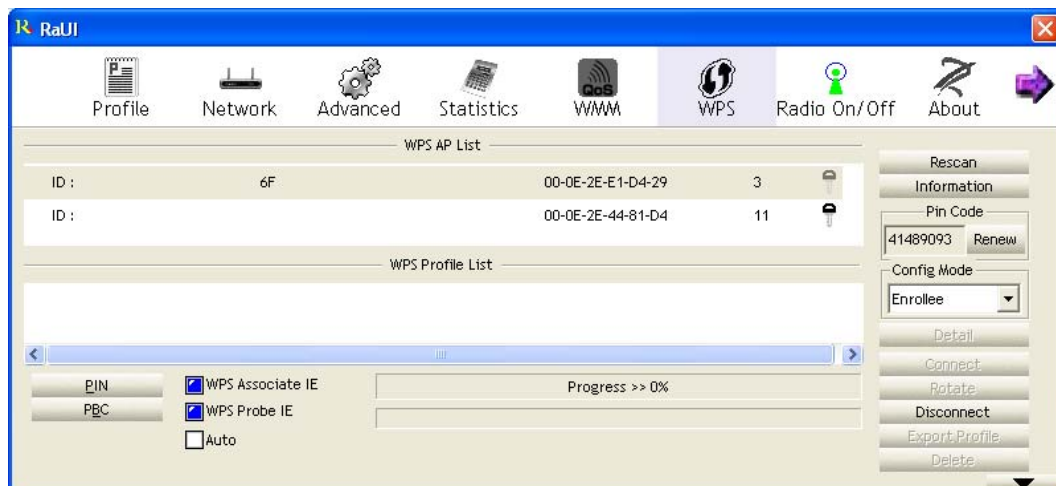 RaUI
Profile Network Advanced Statistics QoS WMM WPS Radio On/Off About
WPS AP List
ID : 6F 00-0E-2E-E1-D4-29 3
ID : 00-0E-2E-44-81-D4 11
WPS Profile List
PIN
PBC
WPS Associate IE
WPS Probe IE
Auto
Progress >> 0%
Rescan
Information
Pin Code
41489093 Renew
Config Mode
Enrollee
Detail
Connect
Rotate
Disconnect
Export Profile
Delete